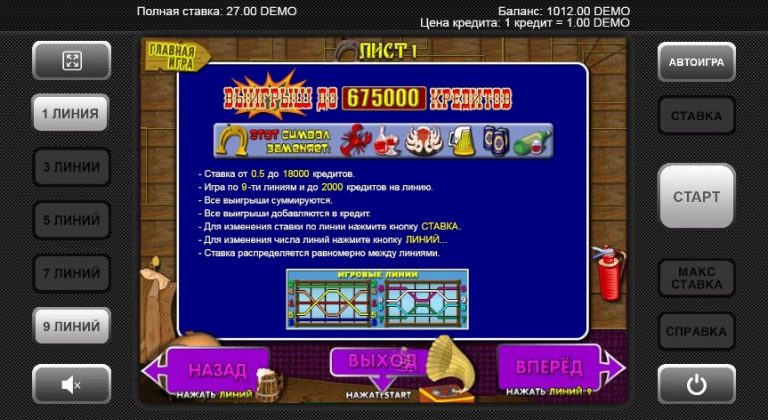 Полная ставка: 27.00 DEMO
Баланс: 1012.00 DEMO
Цена кредита: 1 кредит = 1.00 DEMO
ГЛАВНАЯ
ИГРА
ЛИСТ 1
АВТОИГРА
1 ЛИНИЯ
ВЫИГРЫШ ДО 675000 КРЕДИТОВ
СТАВКА
ЭТОТ СИМВОЛ
ЗАМЕНЯЕТ:
3 ЛИНИИ
- Ставка от 0.5 до 18000 кредитов.
- Игра по 9-ти линиям и до 2000 кредитов на линию.
- Все выигрыши суммируются.
- Все выигрыши добавляются в кредит.
- Для изменения ставки по линии нажмите кнопку СТАВКА.
- Для изменения числа линий нажмите кнопку ЛИНИЙ...
- Ставка распределяется равномерно между линиями.
СТАРТ
5 ЛИНИЙ
7 ЛИНИЙ
ИГРОВЫЕ ЛИНИИ
МАКС
СТАВКА
9 ЛИНИЙ
СПРАВКА
НАЗАД
НАЖАТЬ ЛИНИЙ
ВЫХОД
НАЖАТЬ START
ВПЕРЁД
НАЖАТЬ ЛИНИЙ 9